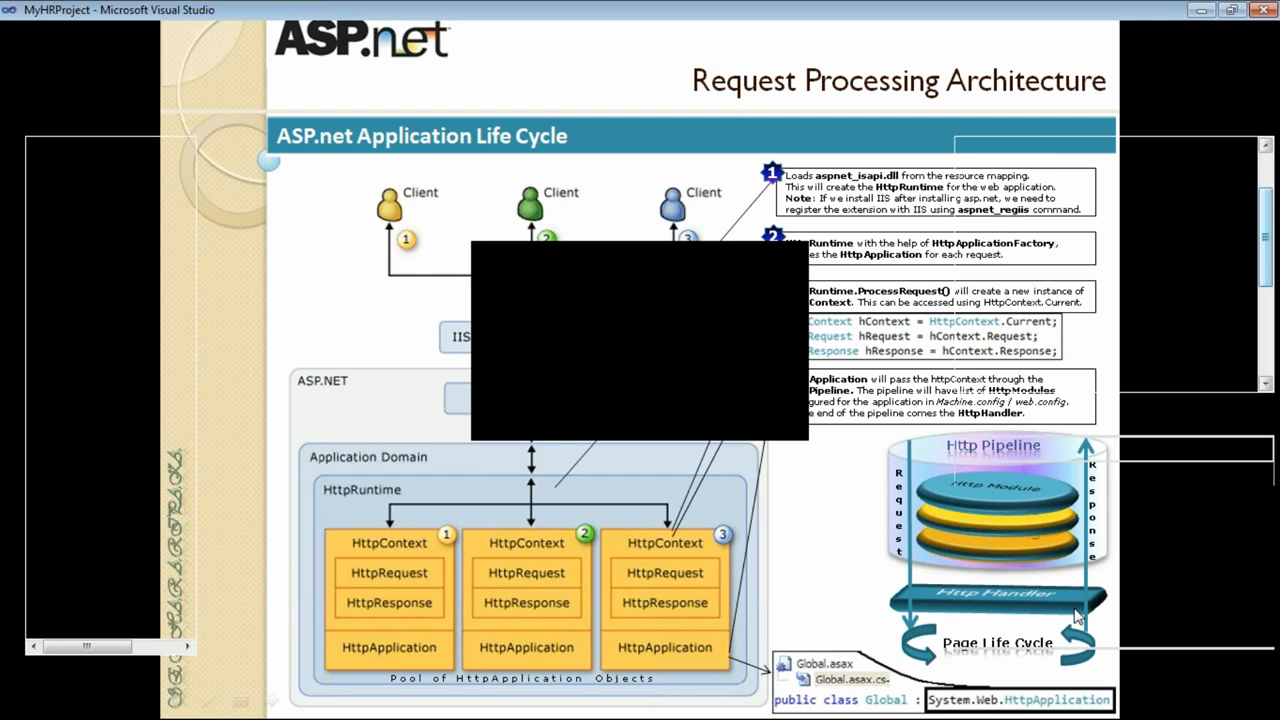 MyHRProject - Microsoft Visual Studio
ASP.net
Request Processing Architecture
ASP.net Application Life Cycle
Client
Client
Client
1
2
3
1
Loads aspnet_isapi.dll from the resource mapping.
This will create the HttpRuntime for the web application.
Note: If we install IIS after installing asp.net, we need to
register the extension with IIS using aspnet_regiis command.
2
Runtime with the help of HttpApplicationFactory,
es the HttpApplication for each request.
Runtime.ProcessRequest() will create a new instance of
Context. This can be accessed using HttpContext.Current.
Context hContext = HttpContext.Current;
Request hRequest = hContext.Request;
Response hResponse = hContext.Response;
IIS
Application will pass the httpContext through the
Pipeline. The pipeline will have list of HttpModules
gured for the application in Machine.config / web.config.
e end of the pipeline comes the HttpHandler.
ASP.NET
Application Domain
HttpRuntime
HttpContext 1
HttpRequest
HttpResponse
HttpApplication
HttpContext 2
HttpRequest
HttpResponse
HttpApplication
HttpContext 3
HttpRequest
HttpResponse
HttpApplication
Pool of HttpApplication Objects
Http Pipeline
Request
Response
Http Module
Http Handler
Page Life Cycle
Global.asax
Global.asax.cs
public class Global : System.Web.HttpApplication